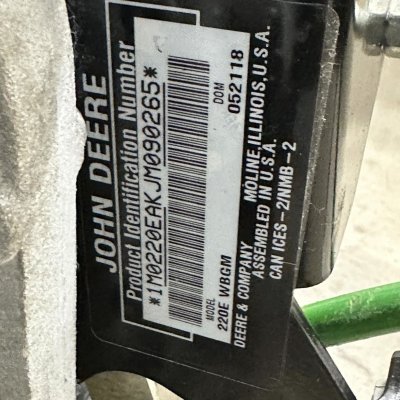 JOHN DEERE
Product Identification Number
*1M0220EAKJM090265*
DOM
052118
MODEL
220E WBGM
DEERE & COMPANY MOLINE, ILLINOIS, U.S.A.
ASSEMBLED IN U.S.A.
CAN ICES-2/NMB-2